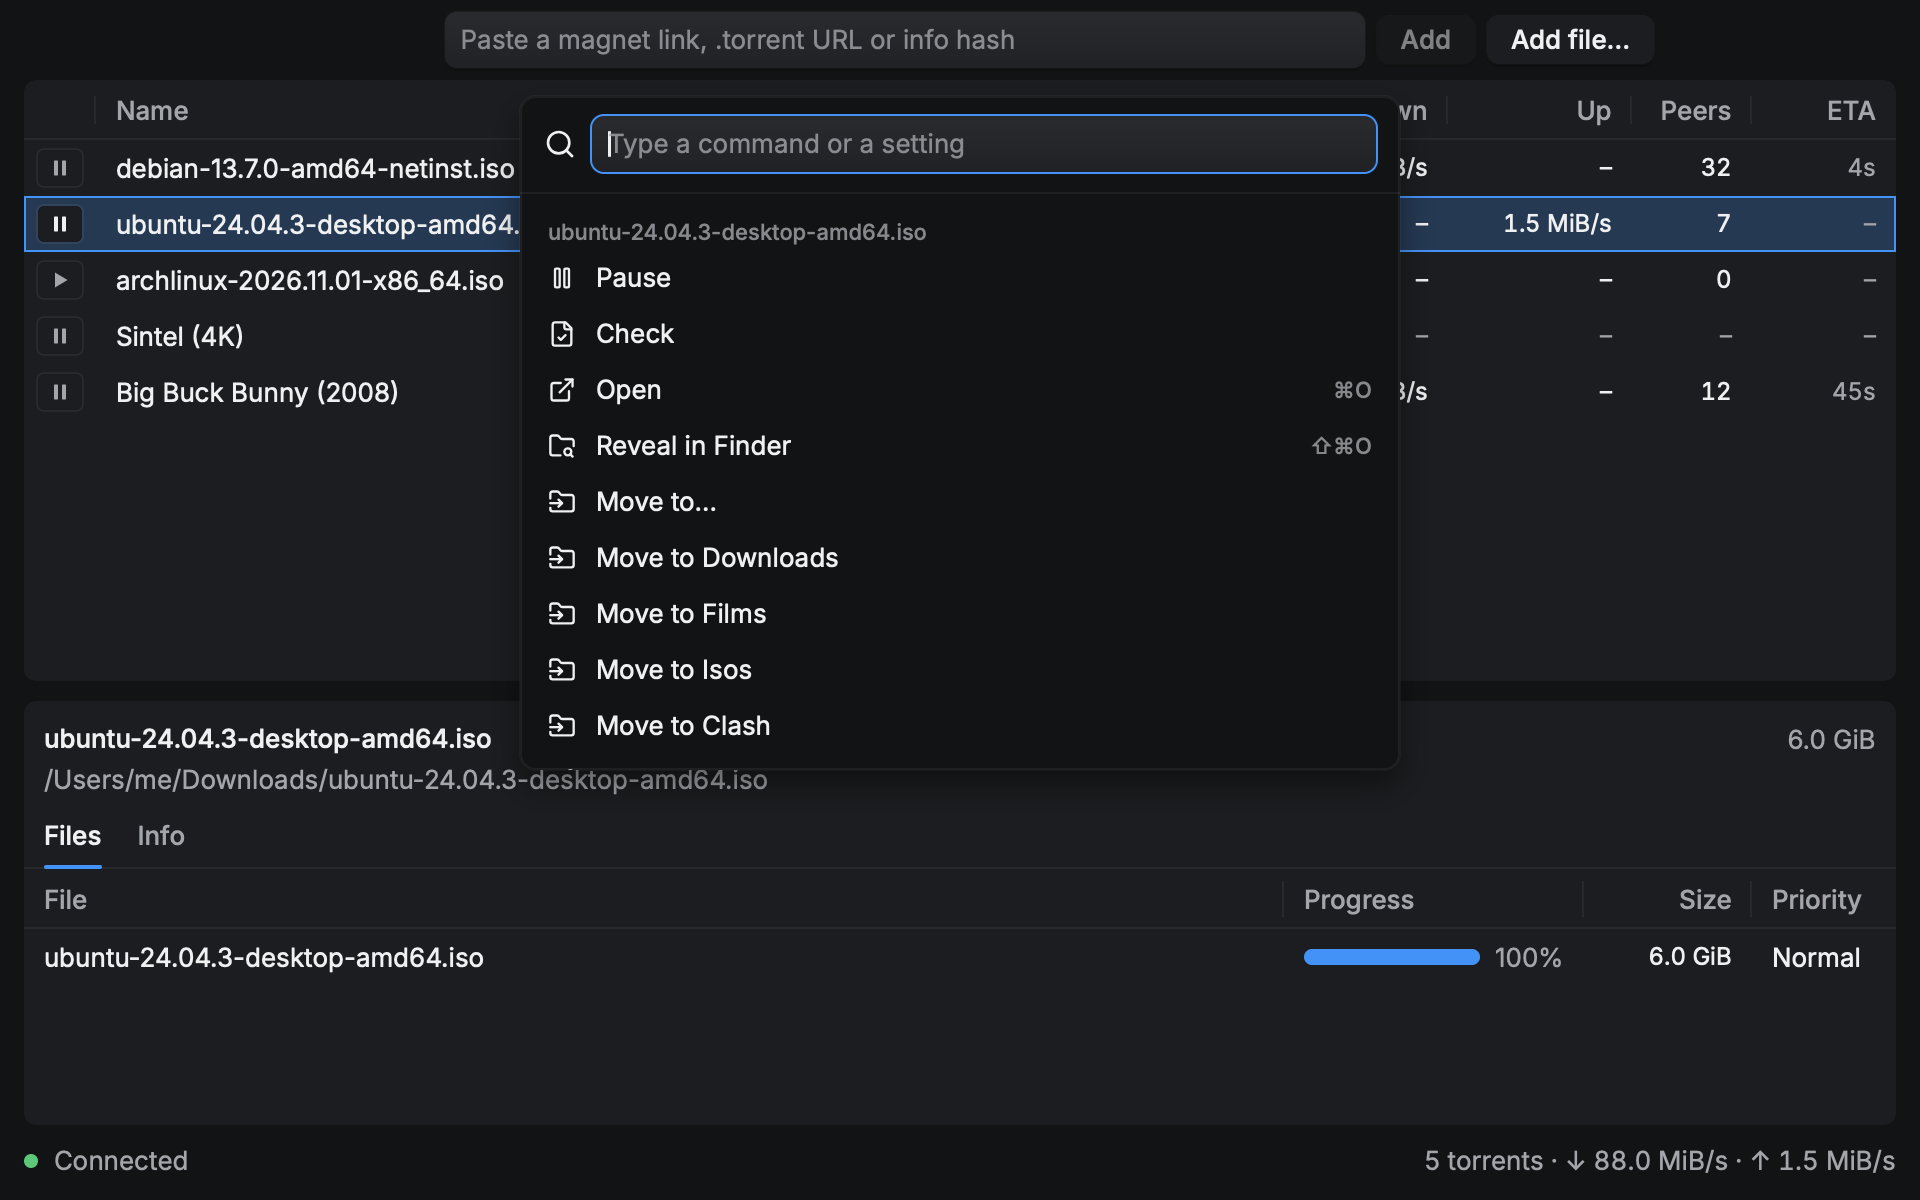 Paste a magnet link, .torrent URL or info hash
Add
Add file...
Name
Up
Peers
ETA
debian-13.7.0-amd64-netinst.iso
–
32
4s
ubuntu-24.04.3-desktop-amd64.
–
1.5 MiB/s
7
–
archlinux-2026.11.01-x86_64.iso
–
–
0
–
Sintel (4K)
–
–
–
–
Big Buck Bunny (2008)
–
12
45s
Type a command or a setting
ubuntu-24.04.3-desktop-amd64.iso
Pause
Check
Open ⌘O
Reveal in Finder ⇧⌘O
Move to...
Move to Downloads
Move to Films
Move to Isos
Move to Clash
ubuntu-24.04.3-desktop-amd64.iso
6.0 GiB
/Users/me/Downloads/ubuntu-24.04.3-desktop-amd64.iso
Files
Info
File
Progress
Size
Priority
ubuntu-24.04.3-desktop-amd64.iso
100%
6.0 GiB
Normal
Connected
5 torrents · ↓ 88.0 MiB/s · ↑ 1.5 MiB/s